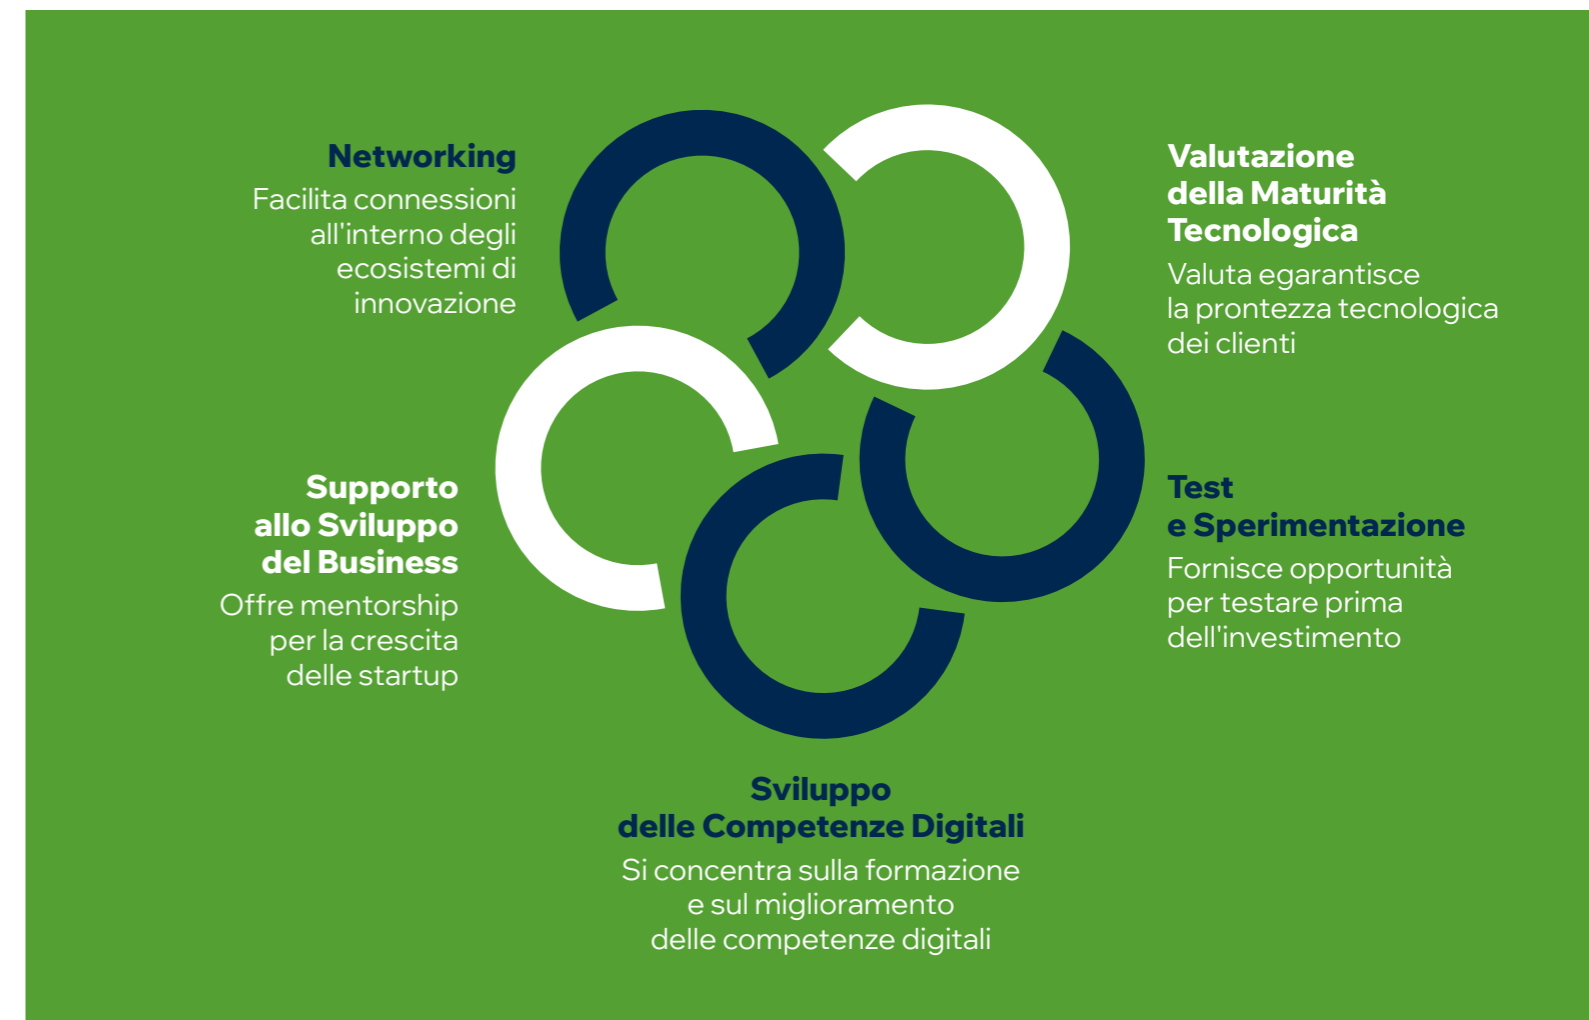 Networking
Facilita connessioni
all'interno degli
ecosistemi di
innovazione
Valutazione
della Maturità
Tecnologica
Valuta egarantisce
la prontezza tecnologica
dei clienti
Supporto
allo Sviluppo
del Business
Offre mentorship
per la crescita
delle startup
Test
e Sperimentazione
Fornisce opportunità
per testare prima
dell'investimento
Sviluppo
delle Competenze Digitali
Si concentra sulla formazione
e sul miglioramento
delle competenze digitali